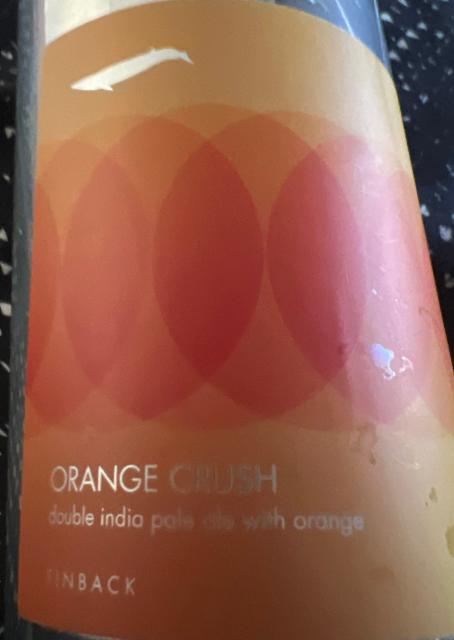 ORANGE CRUSH
double india pale ale with orange
FINBACK